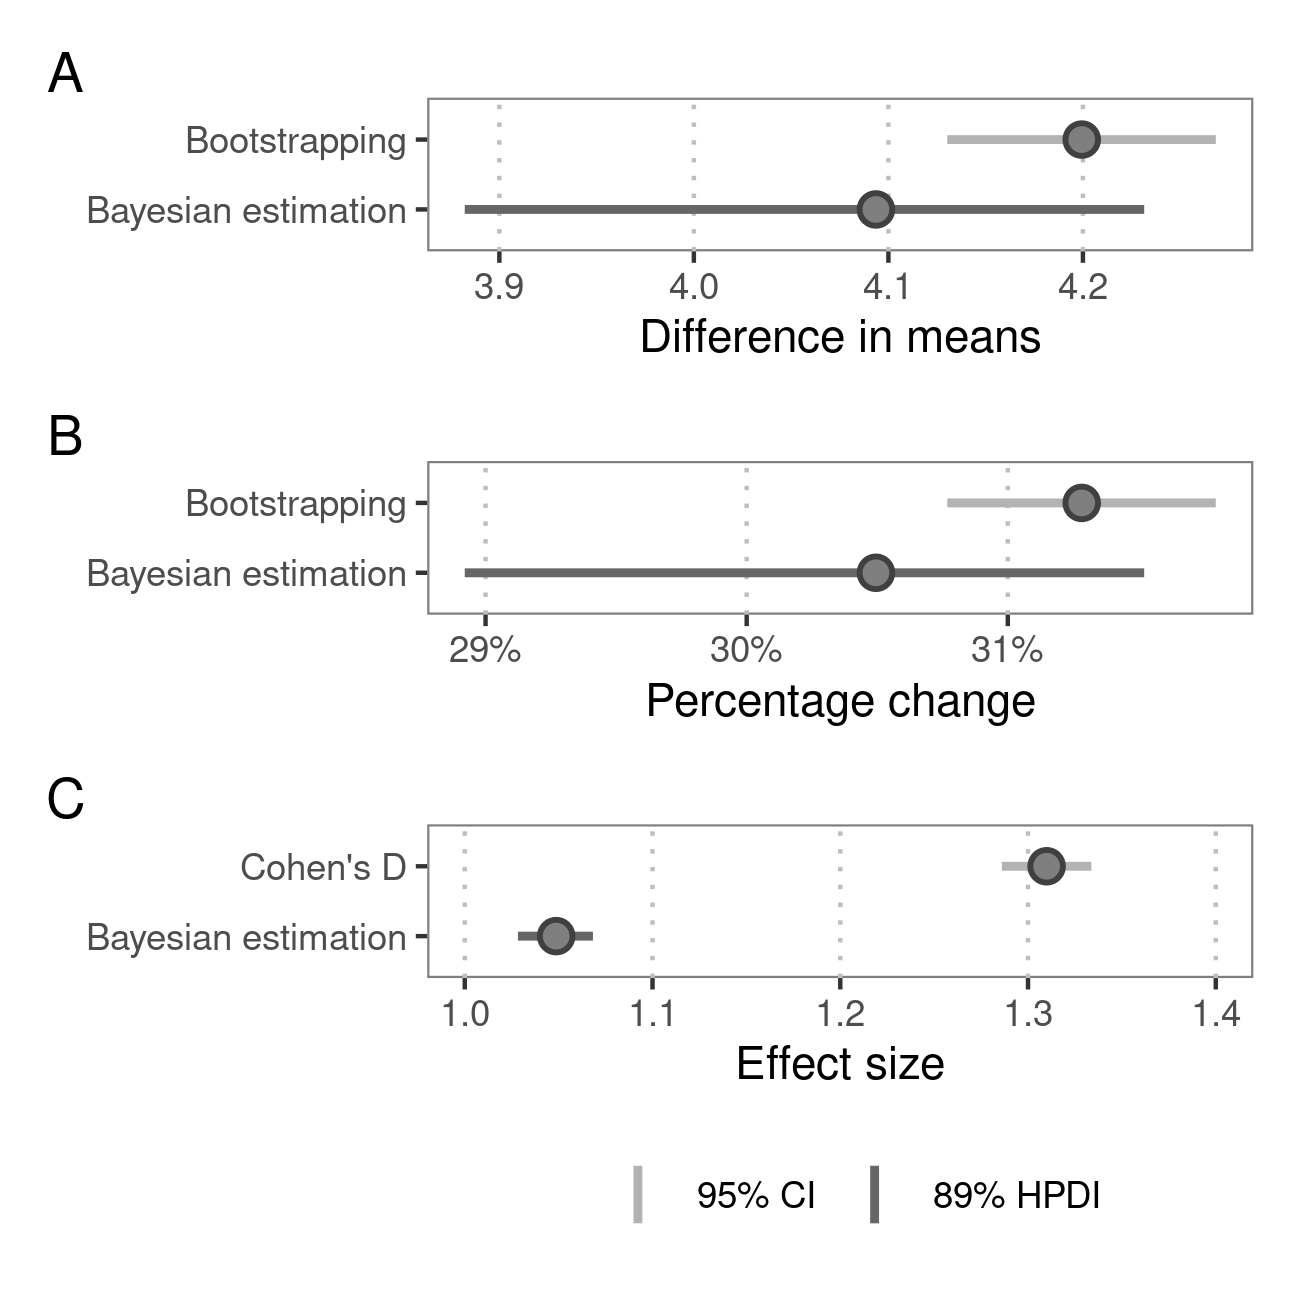 A
Bootstrapping
Bayesian estimation
3.9 4.0 4.1 4.2
Difference in means
B
Bootstrapping
Bayesian estimation
29% 30% 31%
Percentage change
C
Cohen's D
Bayesian estimation
1.0 1.1 1.2 1.3 1.4
Effect size
95% CI 89% HPDI